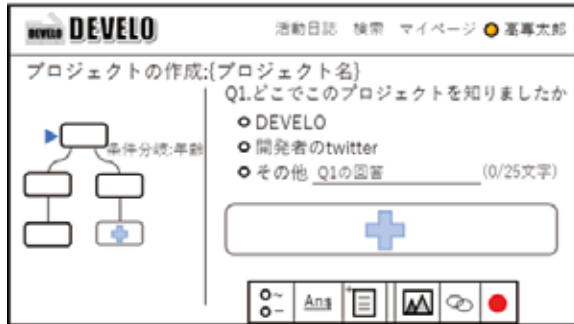 DEVELO DEVELO
活動日誌 検索 マイページ 高専太郎
プロジェクトの作成:{プロジェクト名}
Q1.どこでこのプロジェクトを知りましたか
DEVELO
開発者のtwitter
その他 Q1の回答 (0/25文字)
条件分岐:年齢
Ans